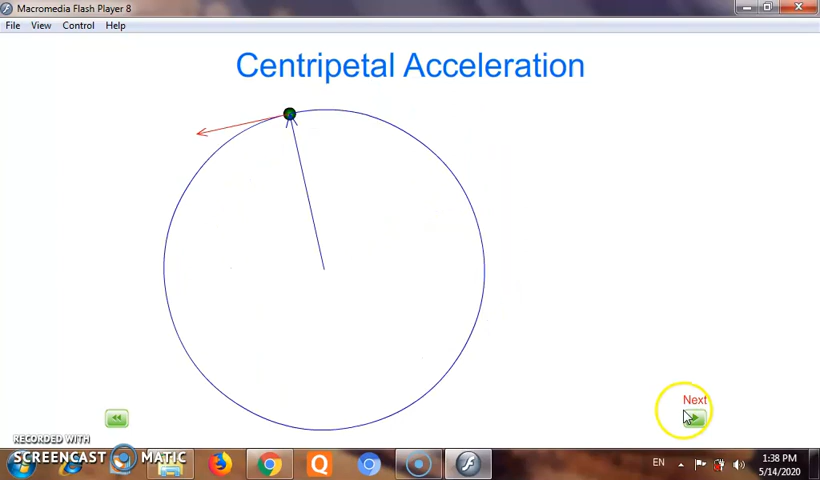 Macromedia Flash Player 8
File View Control Help
Centripetal Acceleration
Next
RECORDED WITH
SCREENCAST MATIC
EN
1:38 PM
5/14/2020